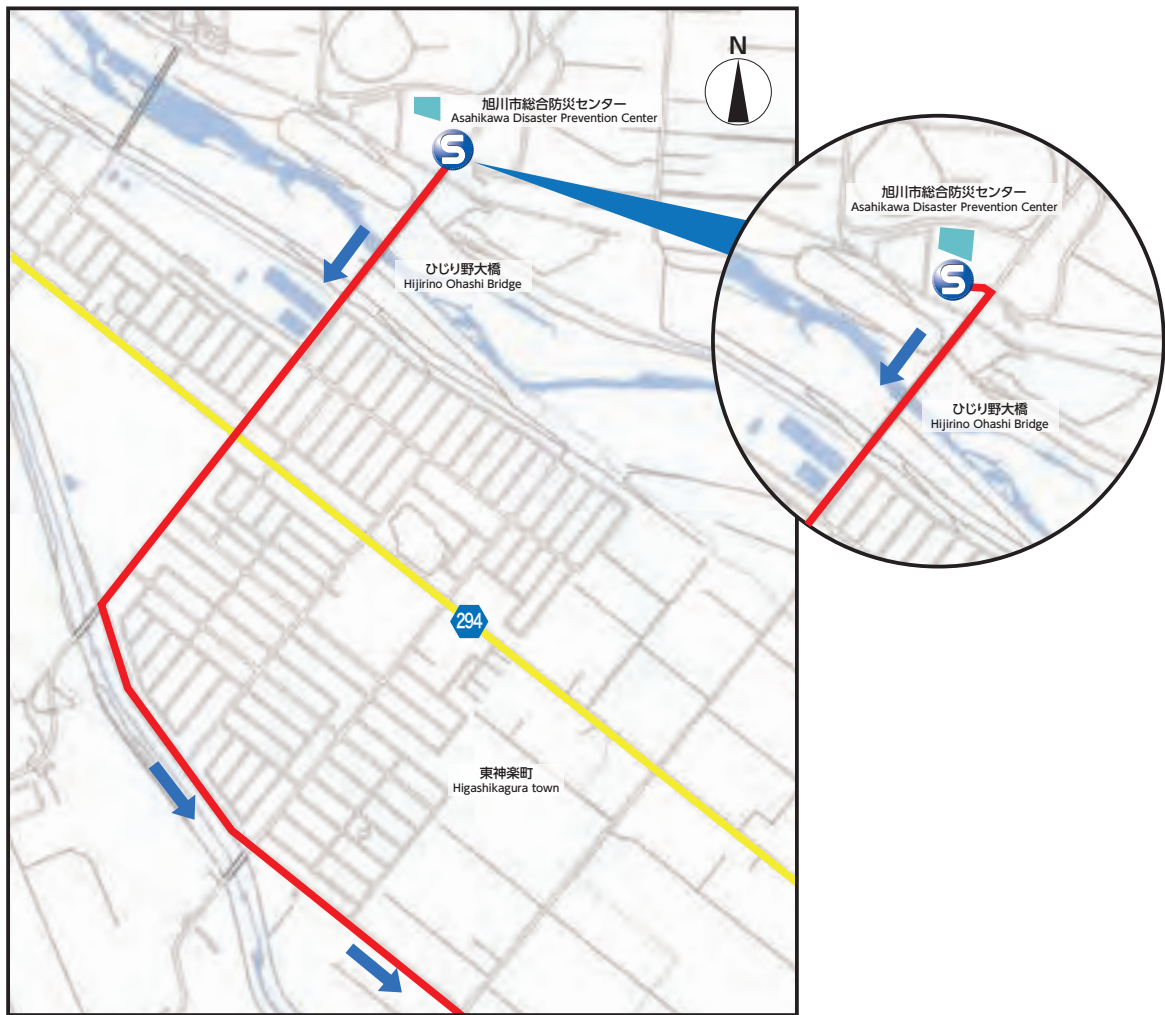 N
旭川市総合防災センター
Asahikawa Disaster Prevention Center
S
ひじり野大橋
Hijirino Ohashi Bridge
294
東神楽町
Higashikagura town
旭川市総合防災センター
Asahikawa Disaster Prevention Center
S
ひじり野大橋
Hijirino Ohashi Bridge